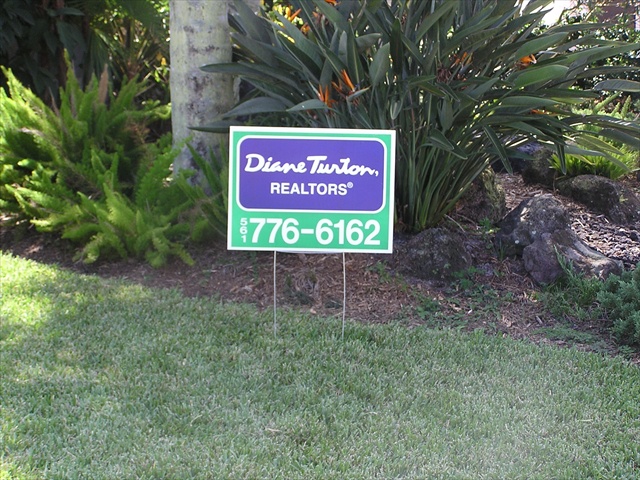 Diane Turton,
REALTORS®
561 776-6162